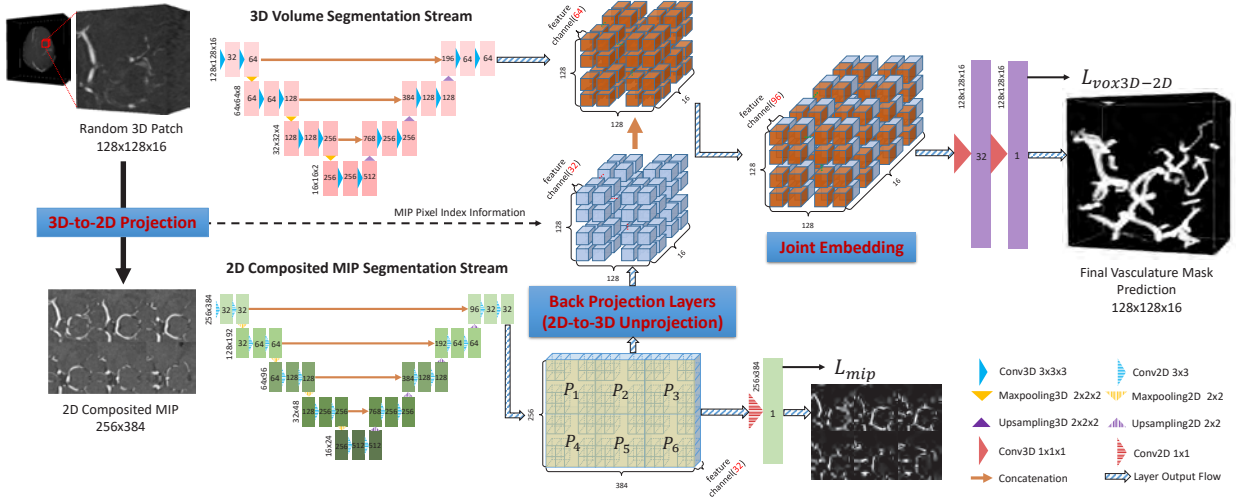 3D Volume Segmentation Stream
Random 3D Patch
128x128x16
128x128x16
32
64
196
64
64
64x64x8
64
64
128
384
128
128
32x32x4
128
128
256
768
256
256
16x16x2
256
256
512
feature
channel(64)
128
128
16
feature
channel(32)
128
128
16
feature
channel(96)
128
128
16
Joint Embedding
128x128x16
128x128x16
32
1
L_vox3D−2D
Final Vasculature Mask
Prediction
128x128x16
3D-to-2D Projection
MIP Pixel Index Information
2D Composited MIP Segmentation Stream
2D Composited MIP
256x384
256x384
32
32
96
32
32
128x192
32
64
64
192
64
64
64x96
64
128
128
384
128
128
32x48
128
256
256
768
256
256
16x24
256
512
512
Back Projection Layers
(2D-to-3D Unprojection)
P1
P2
P3
P4
P5
P6
256
384
feature
channel(32)
256x384
1
L_mip
Conv3D 3x3x3
Conv2D 3x3
Maxpooling3D 2x2x2
Maxpooling2D 2x2
Upsampling3D 2x2x2
Upsampling2D 2x2
Conv3D 1x1x1
Conv2D 1x1
Concatenation
Layer Output Flow